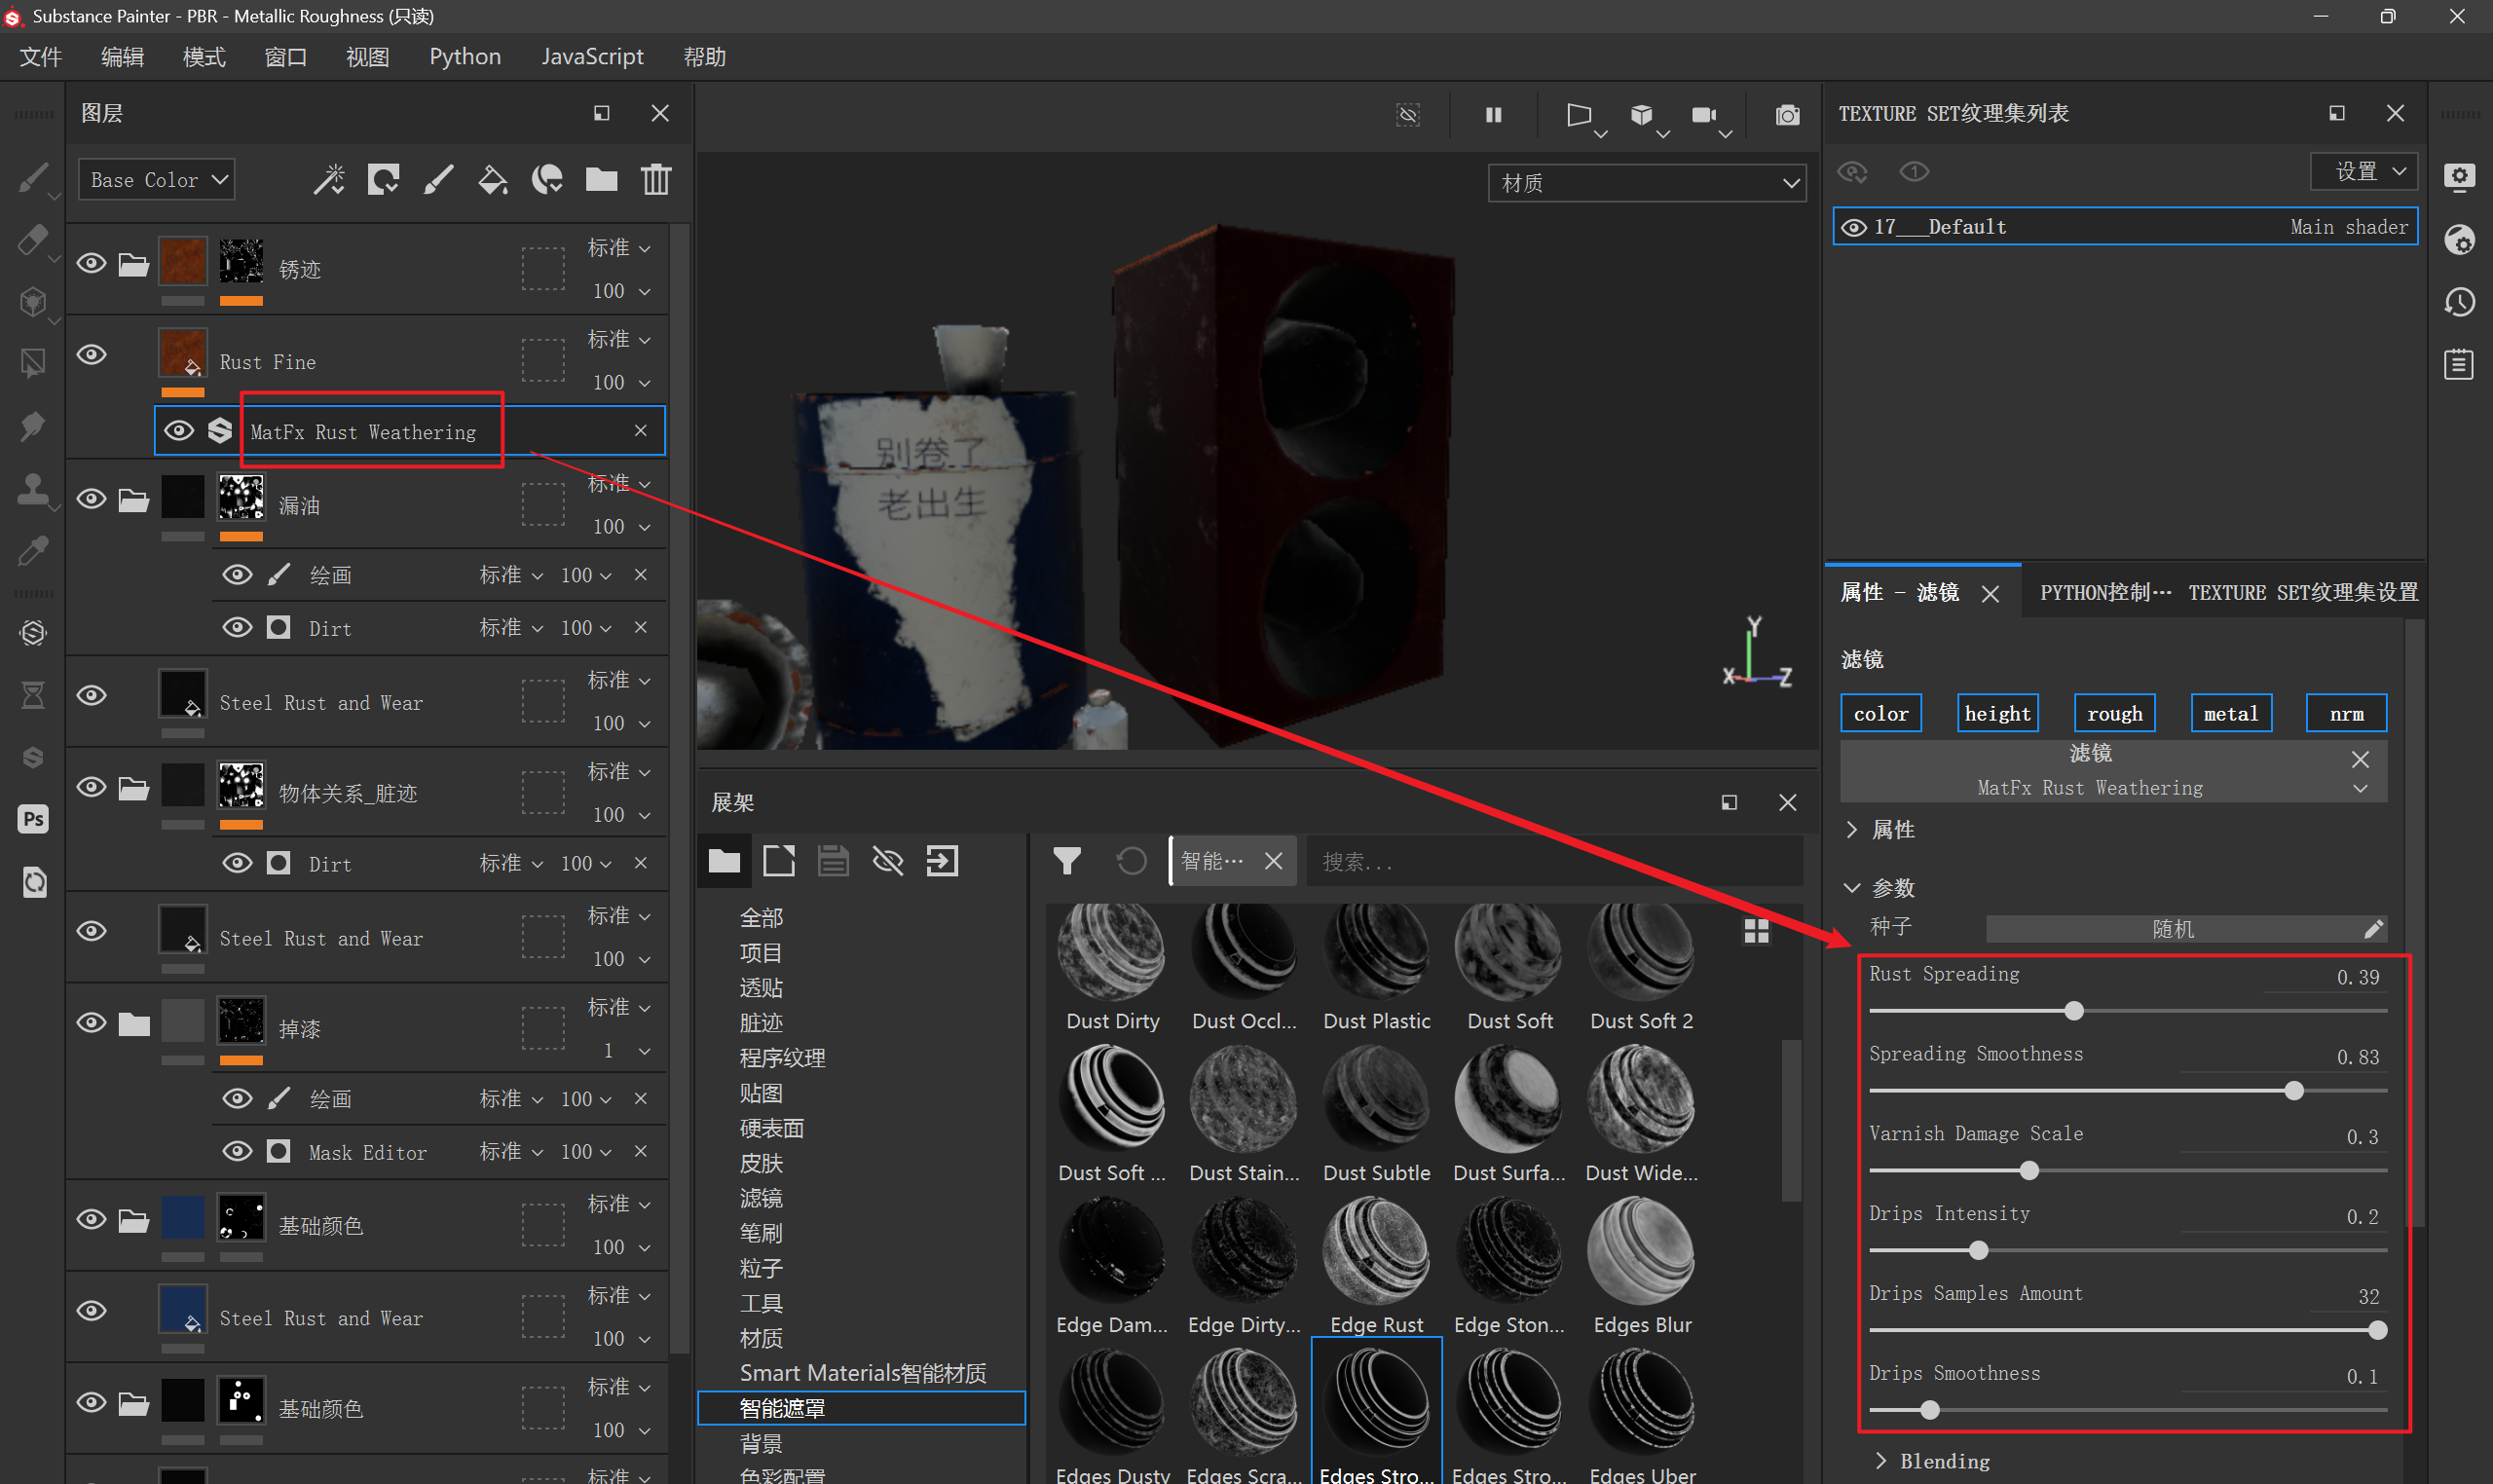 Substance Painter - PBR - Metallic Roughness (只读)
文件 编辑 模式 窗口 视图 Python JavaScript 帮助
图层
Base Color
锈迹 标准 100
Rust Fine 标准 100
MatFx Rust Weathering
漏油 标准 100
绘画 标准 100
Dirt 标准 100
Steel Rust and Wear 标准 100
物体关系_脏迹 标准 100
Dirt 标准 100
Steel Rust and Wear 标准 100
掉漆 标准 1
绘画 标准 100
Mask Editor 标准 100
基础颜色 标准 100
Steel Rust and Wear 标准 100
基础颜色 标准 100
标准
Ps
材质
别卷了
老出生
Y
X Z
展架
智能… 搜索...
全部
项目
透贴
脏迹
程序纹理
贴图
硬表面
皮肤
滤镜
笔刷
粒子
工具
材质
Smart Materials智能材质
智能遮罩
背景
色彩配置
Dust Dirty Dust Occl... Dust Plastic Dust Soft Dust Soft 2
Dust Soft ... Dust Stain... Dust Subtle Dust Surfa... Dust Wide...
Edge Dam... Edge Dirty... Edge Rust Edge Ston... Edges Blur
Edges Dusty Edges Scra... Edges Stro... Edges Stro... Edges Uber
TEXTURE SET纹理集列表
设置
17___Default Main shader
属性 - 滤镜 PYTHON控制… TEXTURE SET纹理集设置
滤镜
color height rough metal nrm
滤镜
MatFx Rust Weathering
属性
参数
种子 随机
Rust Spreading 0.39
Spreading Smoothness 0.83
Varnish Damage Scale 0.3
Drips Intensity 0.2
Drips Samples Amount 32
Drips Smoothness 0.1
Blending